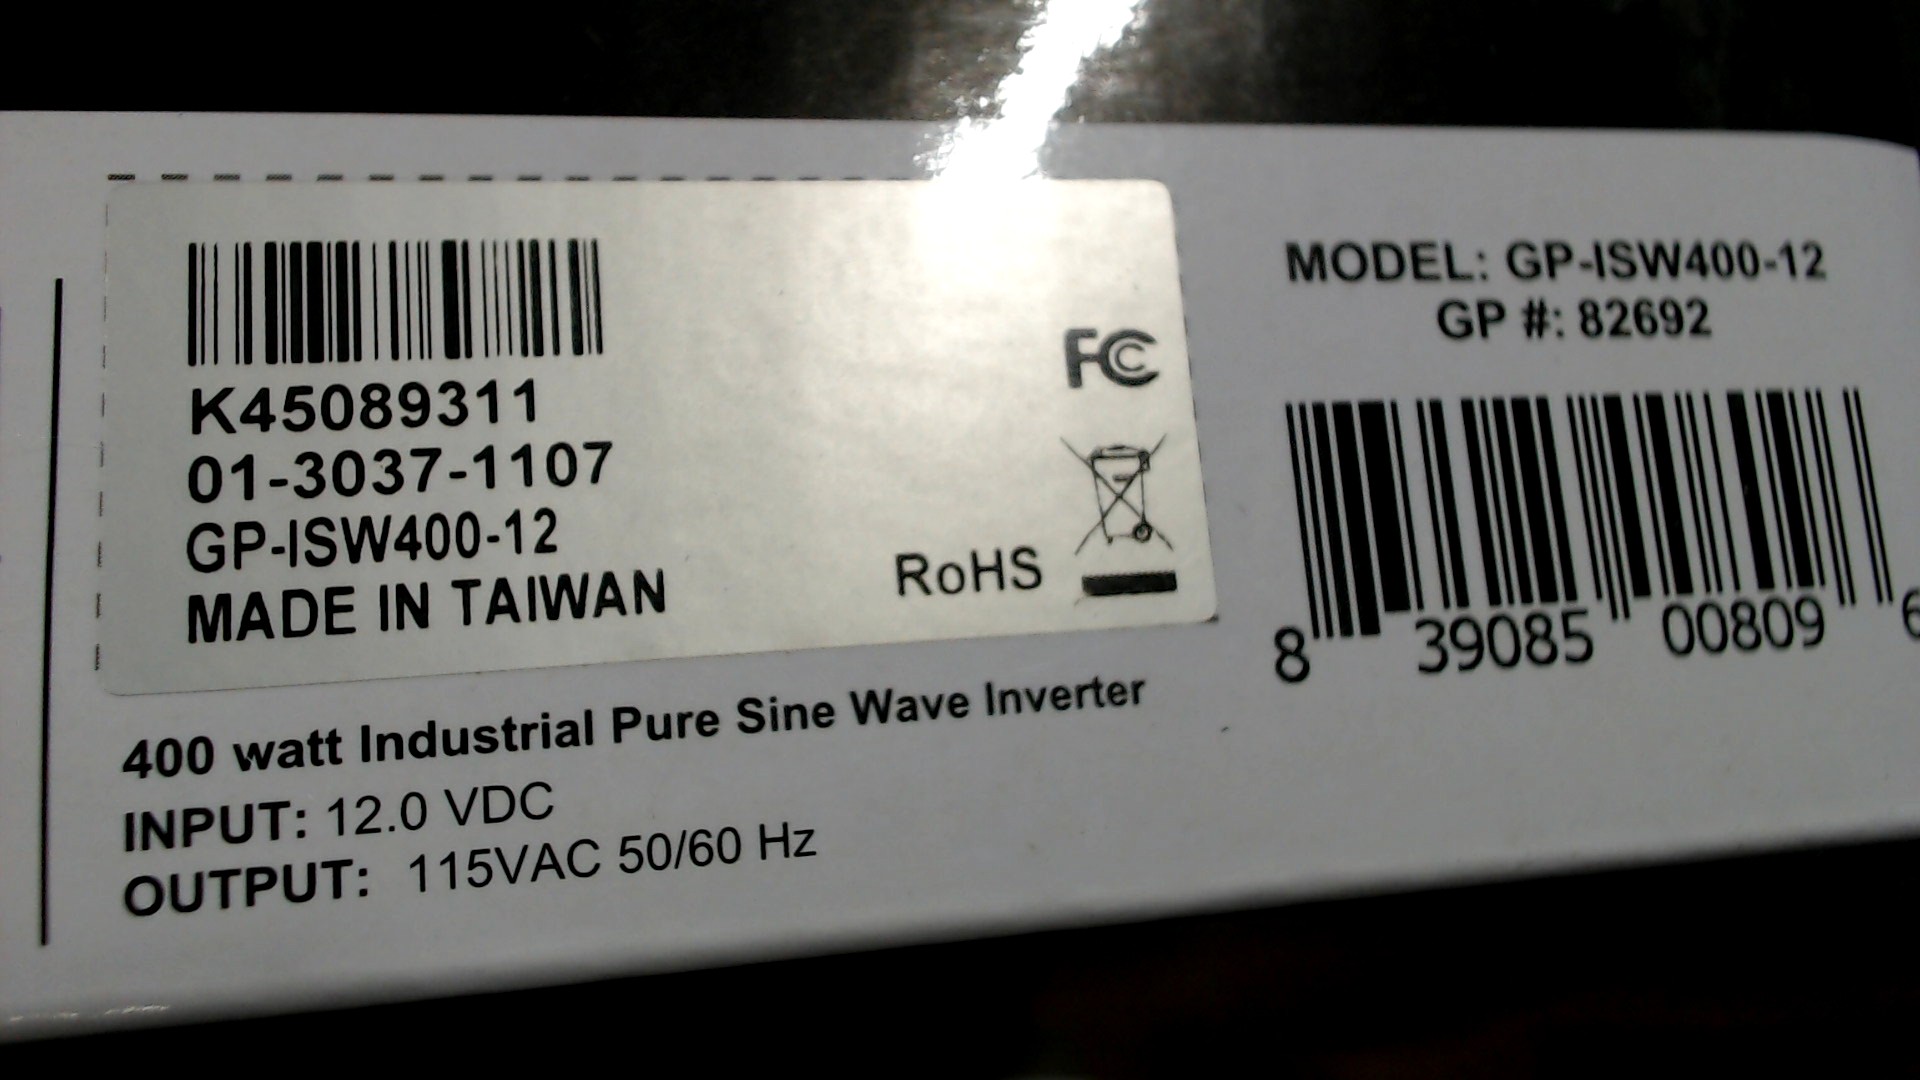 K45089311
01-3037-1107
GP-ISW400-12
MADE IN TAIWAN
FC
RoHS
400 watt Industrial Pure Sine Wave Inverter
INPUT: 12.0 VDC
OUTPUT: 115VAC 50/60 Hz
MODEL: GP-ISW400-12
GP #: 82692
8 39085 00809 6